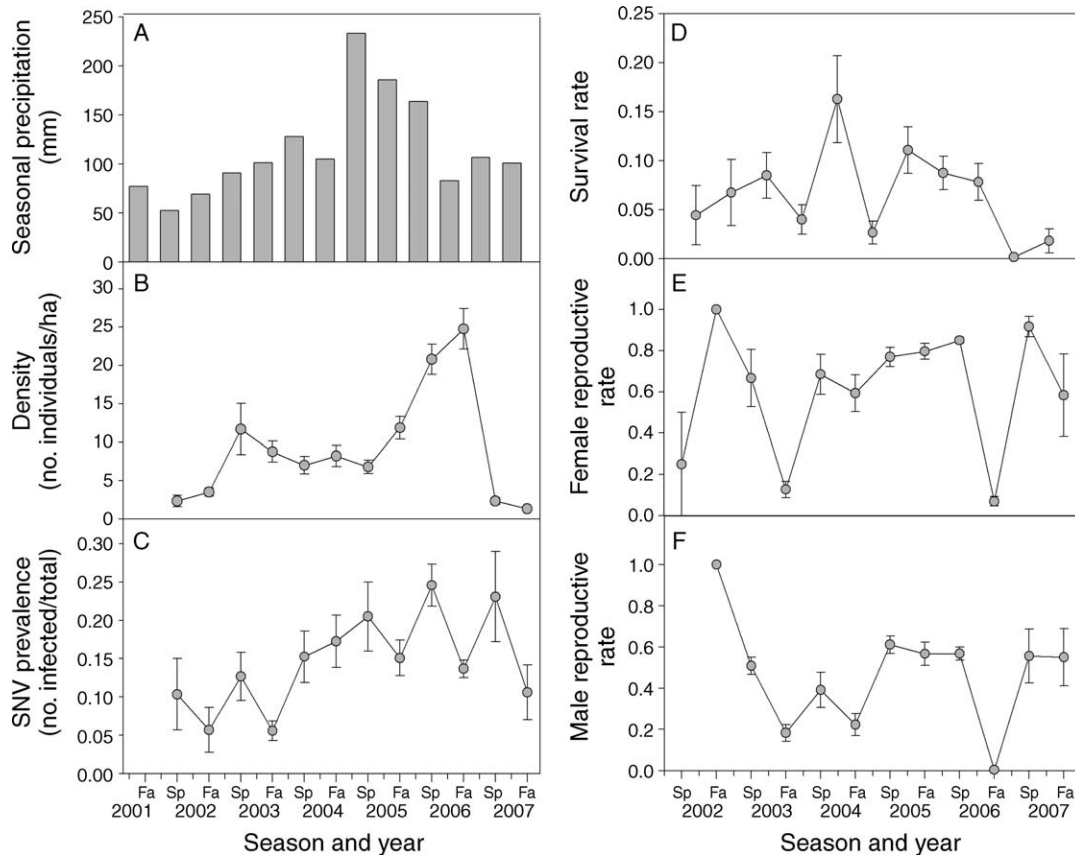 A
Seasonal precipitation
(mm)
250
200
150
100
50
0
B
Density
(no. individuals/ha)
30
25
20
15
10
5
0
C
SNV prevalence
(no. infected/total)
0.30
0.25
0.20
0.15
0.10
0.05
0.00
Fa Sp Fa Sp Fa Sp Fa Sp Fa Sp Fa Sp Fa
2001 2002 2003 2004 2005 2006 2007
Season and year
D
Survival rate
0.25
0.20
0.15
0.10
0.05
0.00
E
Female reproductive
rate
1.0
0.8
0.6
0.4
0.2
0.0
F
Male reproductive
rate
1.0
0.8
0.6
0.4
0.2
0.0
Sp Fa Sp Fa Sp Fa Sp Fa Sp Fa Sp Fa
2002 2003 2004 2005 2006 2007
Season and year